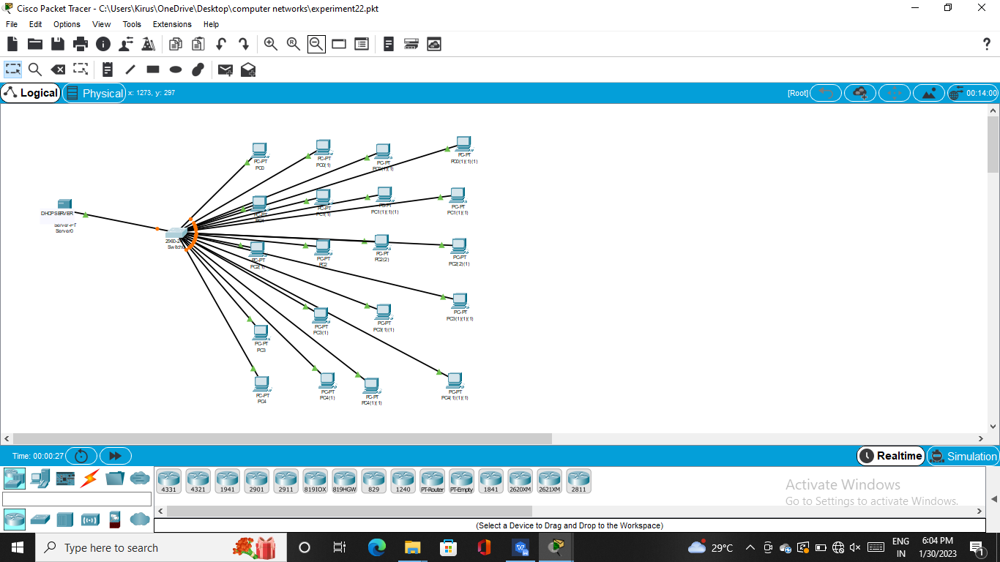 Cisco Packet Tracer - C:\Users\Kirus\OneDrive\Desktop\computer networks\experiment22.pkt
File Edit Options View Tools Extensions Help
Logical Physical x: 1273, y: 297 [Root] 00:14:00
PC-PT
PC0
PC-PT
PC0(1)
PC-PT
PC0(1)(1)
PC-PT
PC0(1)(1)(1)
DHCP SERVER
Server-PT
Server0
PC-PT
PC1
PC-PT
PC1(1)
PC-PT
PC1(1)(1)(1)
PC-PT
PC1(1)(1)
Switch0
PC-PT
PC2(1)
PC-PT
PC2
PC-PT
PC2(2)
PC-PT
PC2(2)(1)
PC-PT
PC3
PC-PT
PC3(1)
PC-PT
PC3(1)(1)
PC-PT
PC3(1)(1)(1)
PC-PT
PC4
PC-PT
PC4(1)
PC-PT
PC4(1)(1)
PC-PT
PC4(1)(1)(1)
Time: 00:00:27 Realtime Simulation
4331 4321 1941 2901 2911 819IOX 819HGW 829 1240 PT-Router PT-Empty 1841 2620XM 2621XM 2811
Activate Windows
Go to Settings to activate Windows.
(Select a Device to Drag and Drop to the Workspace)
Type here to search
29°C
ENG
IN
6:04 PM
1/30/2023
1